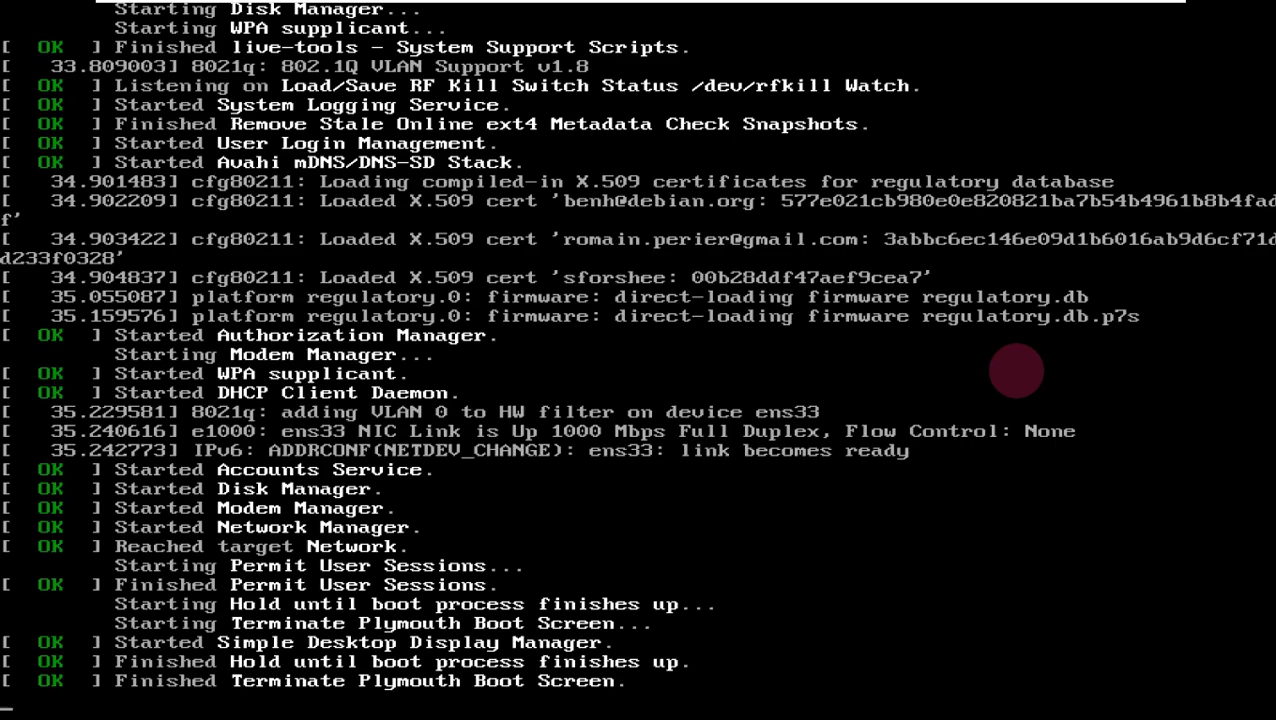 Starting Disk Manager...
Starting WPA supplicant...
[  OK  ] Finished live-tools - System Support Scripts.
[   33.809003] 8021q: 802.1Q VLAN Support v1.8
[  OK  ] Listening on Load/Save RF Kill Switch Status /dev/rfkill Watch.
[  OK  ] Started System Logging Service.
[  OK  ] Finished Remove Stale Online ext4 Metadata Check Snapshots.
[  OK  ] Started User Login Management.
[  OK  ] Started Avahi mDNS/DNS-SD Stack.
[   34.901483] cfg80211: Loading compiled-in X.509 certificates for regulatory database
[   34.902209] cfg80211: Loaded X.509 cert 'benh@debian.org: 577e021cb980e0e820821ba7b54b4961b8b4fad
f'
[   34.903422] cfg80211: Loaded X.509 cert 'romain.perier@gmail.com: 3abbc6ec146e09d1b6016ab9d6cf71d
d233f0328'
[   34.904837] cfg80211: Loaded X.509 cert 'sforshee: 00b28ddf47aef9cea7'
[   35.055087] platform regulatory.0: firmware: direct-loading firmware regulatory.db
[   35.159576] platform regulatory.0: firmware: direct-loading firmware regulatory.db.p7s
[  OK  ] Started Authorization Manager.
Starting Modem Manager...
[  OK  ] Started WPA supplicant.
[  OK  ] Started DHCP Client Daemon.
[   35.229581] 8021q: adding VLAN 0 to HW filter on device ens33
[   35.240616] e1000: ens33 NIC Link is Up 1000 Mbps Full Duplex, Flow Control: None
[   35.242773] IPv6: ADDRCONF(NETDEV_CHANGE): ens33: link becomes ready
[  OK  ] Started Accounts Service.
[  OK  ] Started Disk Manager.
[  OK  ] Started Modem Manager.
[  OK  ] Started Network Manager.
[  OK  ] Reached target Network.
Starting Permit User Sessions...
[  OK  ] Finished Permit User Sessions.
Starting Hold until boot process finishes up...
Starting Terminate Plymouth Boot Screen...
[  OK  ] Started Simple Desktop Display Manager.
[  OK  ] Finished Hold until boot process finishes up.
[  OK  ] Finished Terminate Plymouth Boot Screen.